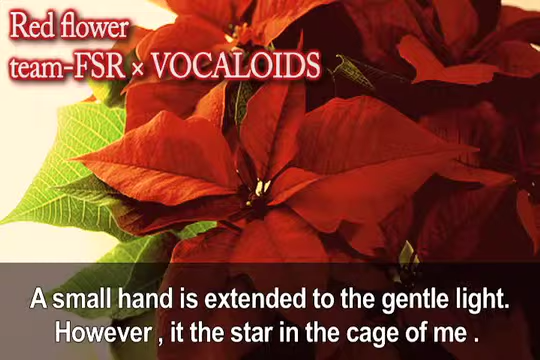 Red flower
team-FSR × VOCALOIDS
A small hand is extended to the gentle light.
However , it the star in the cage of me .